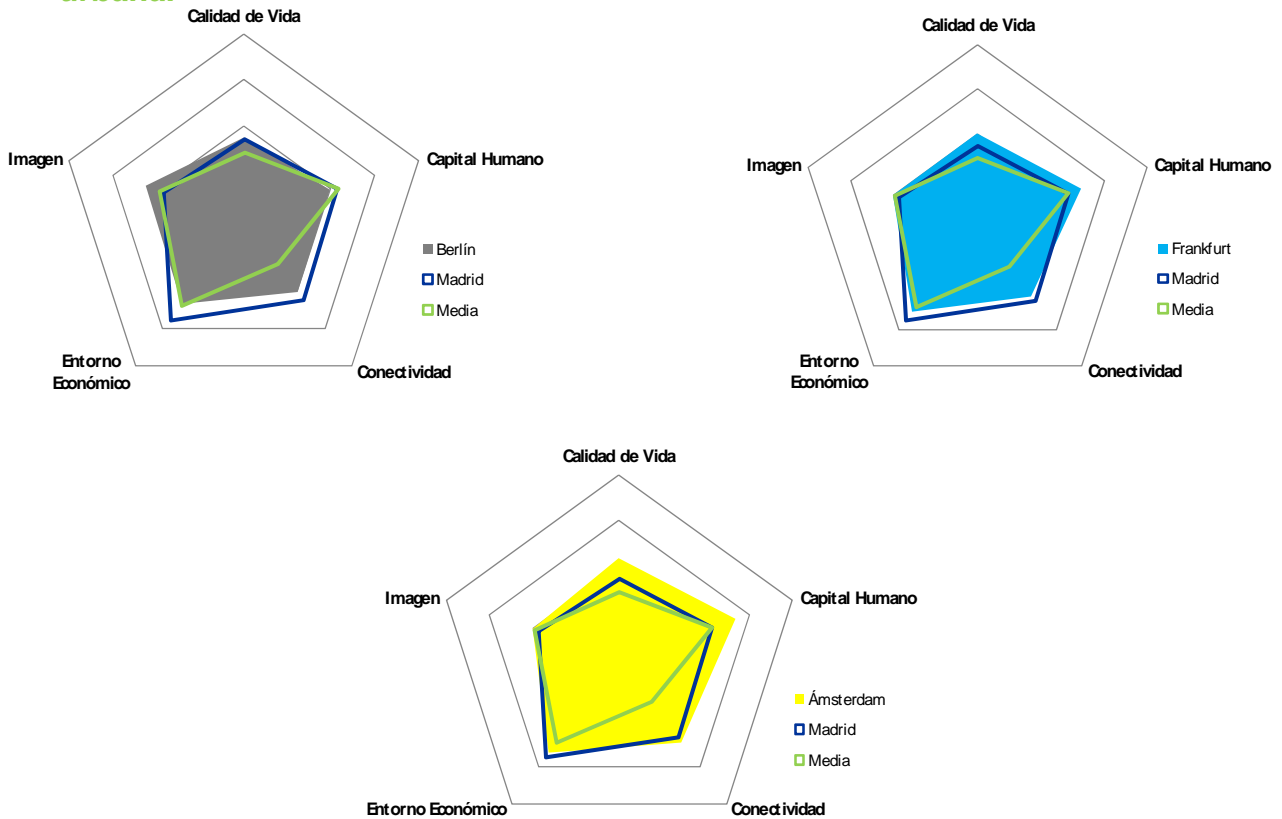 Calidad de Vida
Imagen
Capital Humano
Berlín
Madrid
Media
Entorno
Económico
Conectividad
Calidad de Vida
Imagen
Capital Humano
Frankfurt
Madrid
Media
Entorno
Económico
Conectividad
Calidad de Vida
Imagen
Capital Humano
Ámsterdam
Madrid
Media
Entorno Económico
Conectividad